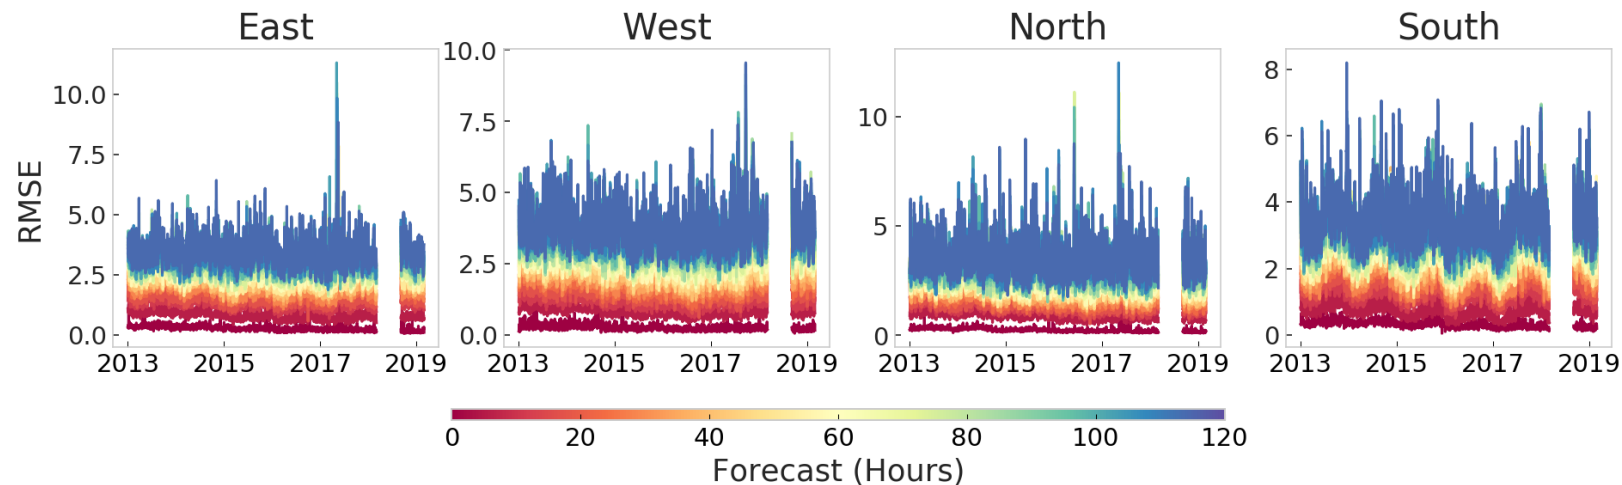 East West North South
RMSE
10.0 7.5 5.0 2.5 0.0
10.0 7.5 5.0 2.5 0.0
10 5 0
8 6 4 2 0
2013 2015 2017 2019 2013 2015 2017 2019 2013 2015 2017 2019 2013 2015 2017 2019
0 20 40 60 80 100 120
Forecast (Hours)